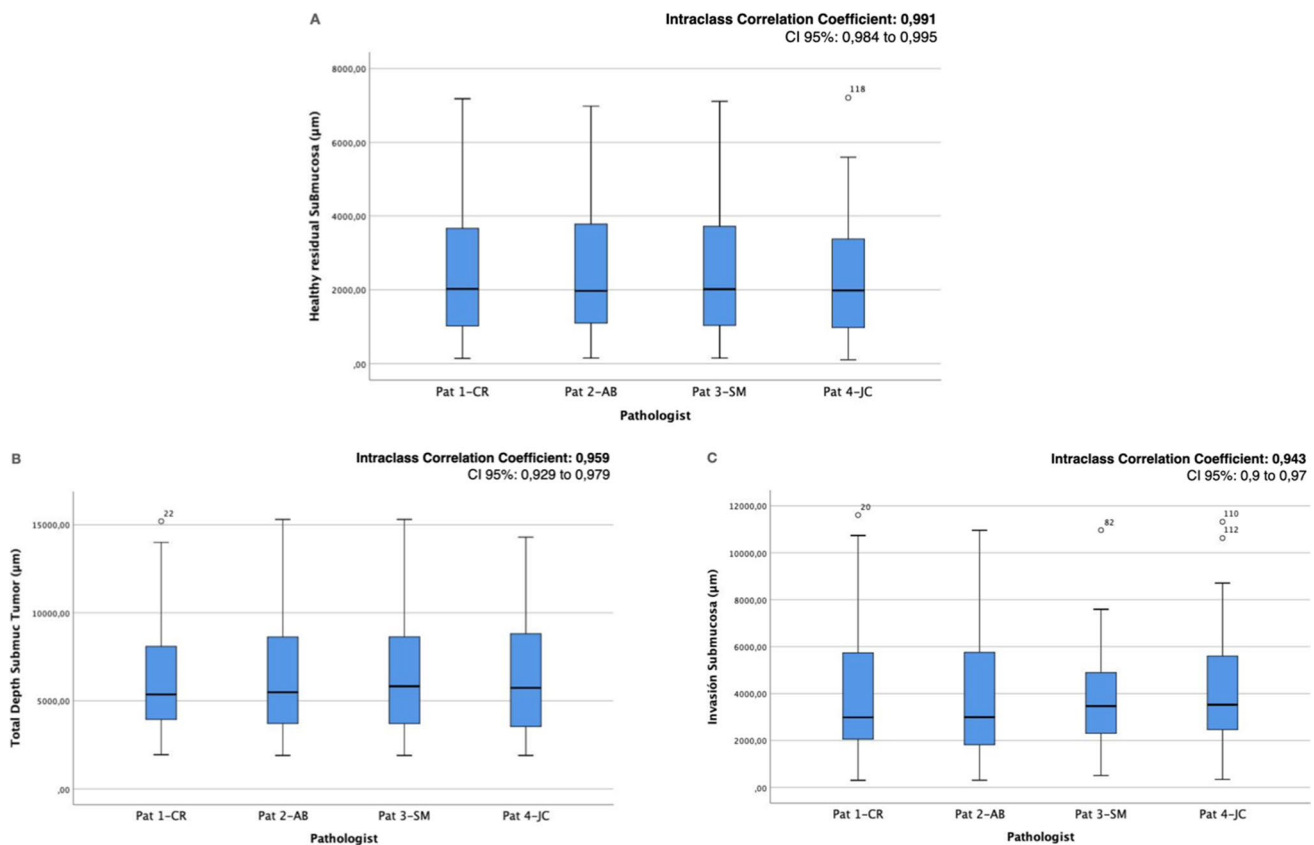 A
Intraclass Correlation Coefficient: 0,991
CI 95%: 0,984 to 0,995
Healthy residual SuBmucosa (µm)
8000,00
6000,00
4000,00
2000,00
,00
118
Pat 1-CR
Pat 2-AB
Pat 3-SM
Pat 4-JC
Pathologist
B
Intraclass Correlation Coefficient: 0,959
CI 95%: 0,929 to 0,979
Total Depth Submuc Tumor (µm)
15000,00
10000,00
5000,00
,00
22
Pat 1-CR
Pat 2-AB
Pat 3-SM
Pat 4-JC
Pathologist
C
Intraclass Correlation Coefficient: 0,943
CI 95%: 0,9 to 0,97
Invasión Submucosa (µm)
12000,00
10000,00
8000,00
6000,00
4000,00
2000,00
,00
20
82
110
112
Pat 1-CR
Pat 2-AB
Pat 3-SM
Pat 4-JC
Pathologist